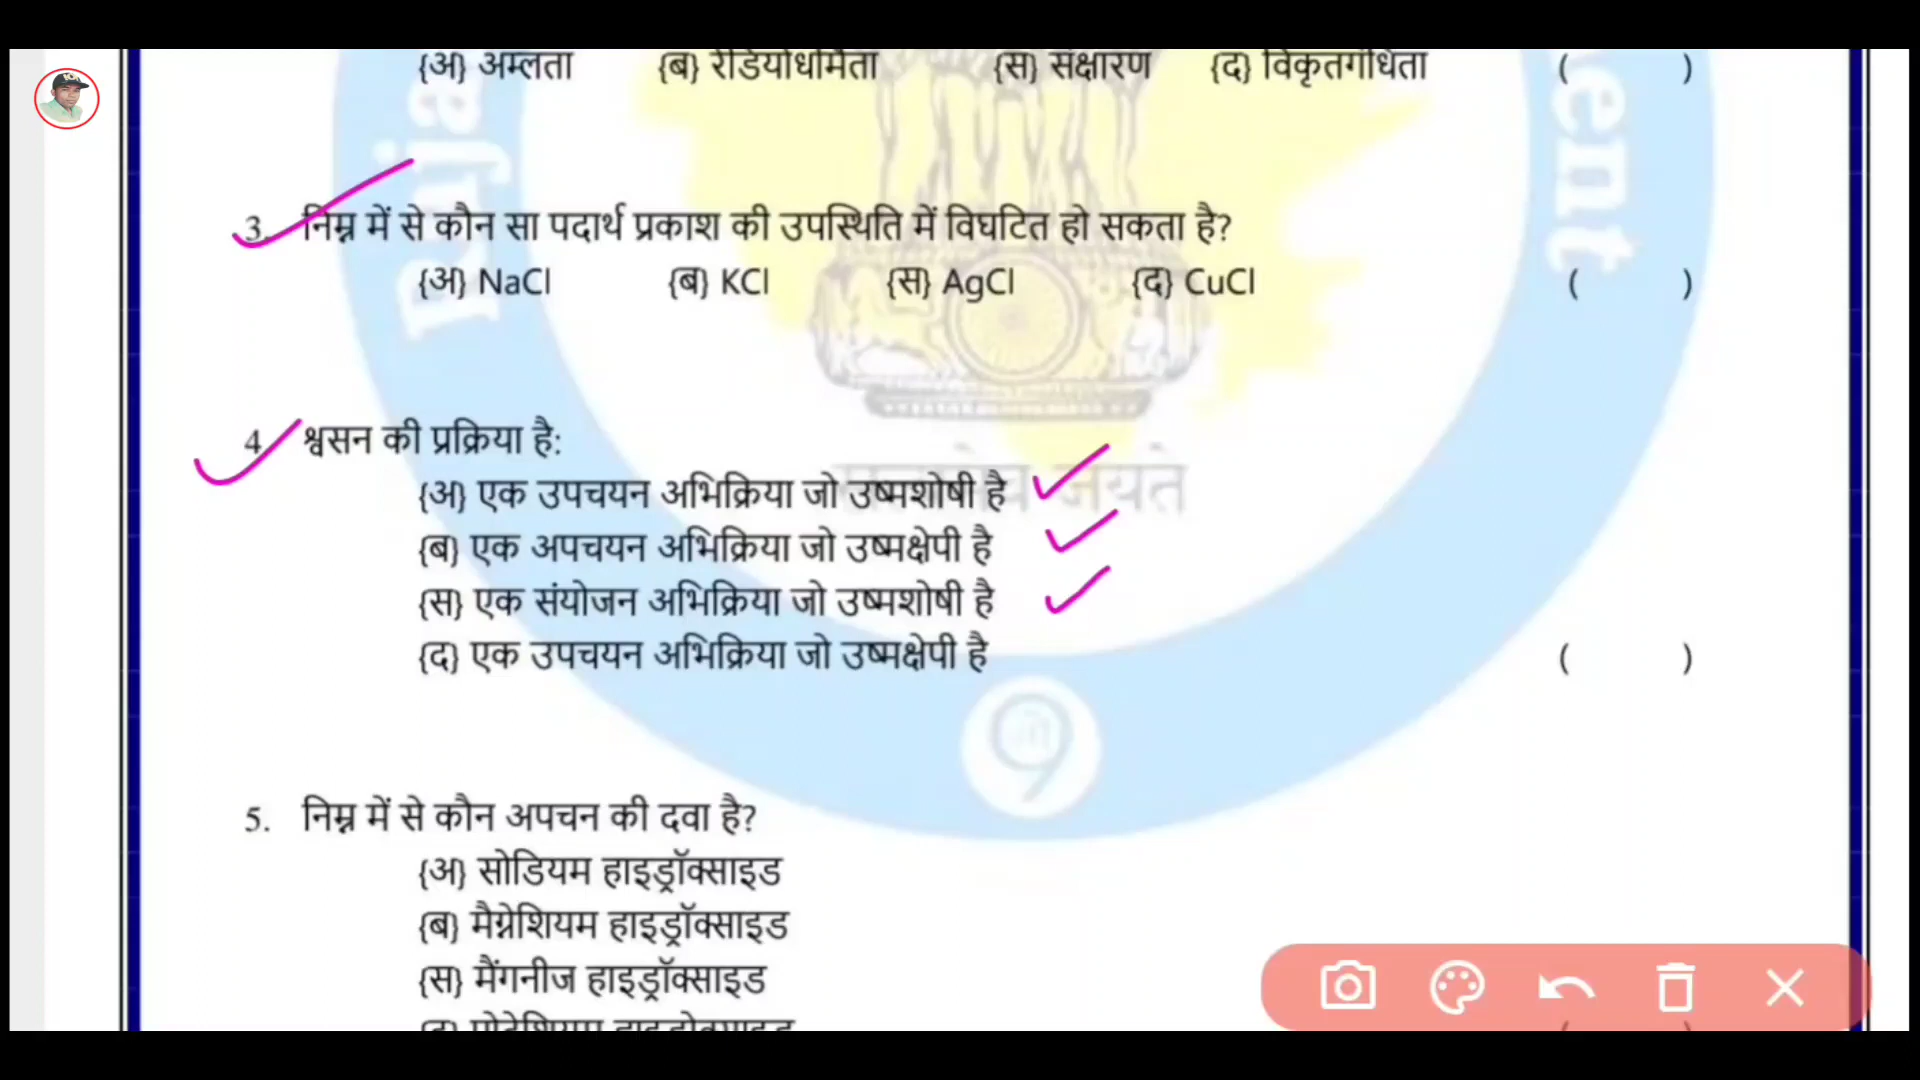 {अ} अम्लता {ब} रेडियोधर्मिता {स} संक्षारण {द} विकृतगंधिता ( )
3. निम्न में से कौन सा पदार्थ प्रकाश की उपस्थिति में विघटित हो सकता है?
{अ} NaCl {ब} KCl {स} AgCl {द} CuCl ( )
4. श्वसन की प्रक्रिया है:
{अ} एक उपचयन अभिक्रिया जो उष्मशोषी है
{ब} एक अपचयन अभिक्रिया जो उष्मक्षेपी है
{स} एक संयोजन अभिक्रिया जो उष्मशोषी है
{द} एक उपचयन अभिक्रिया जो उष्मक्षेपी है ( )
5. निम्न में से कौन अपचन की दवा है?
{अ} सोडियम हाइड्रॉक्साइड
{ब} मैग्नेशियम हाइड्रॉक्साइड
{स} मैंगनीज हाइड्रॉक्साइड